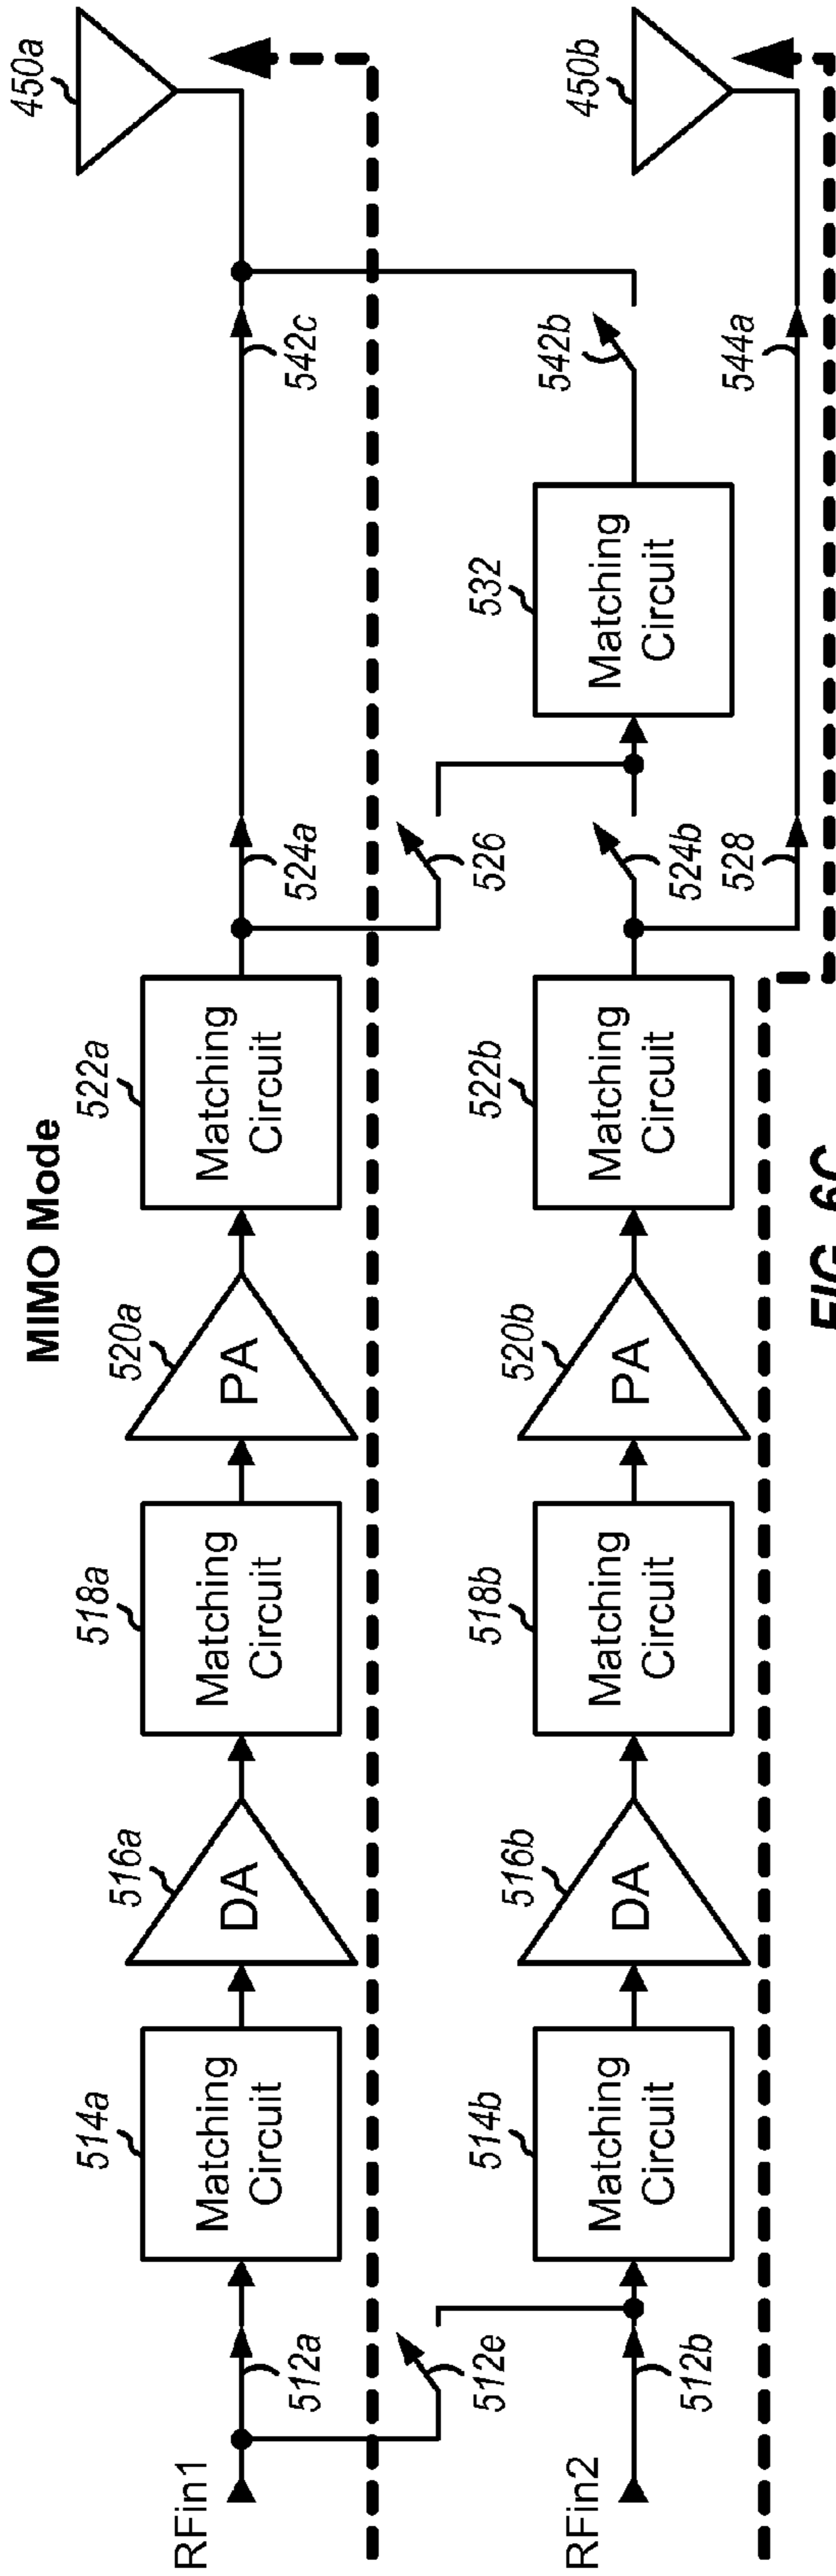 MIMO Mode
RFin1
512a
514a
Matching
Circuit
516a
DA
518a
Matching
Circuit
520a
PA
522a
Matching
Circuit
524a
542c
450a
512e
526
RFin2
512b
514b
Matching
Circuit
516b
DA
518b
Matching
Circuit
520b
PA
522b
Matching
Circuit
524b
528
532
Matching
Circuit
542b
544a
450b
FIG. 6C